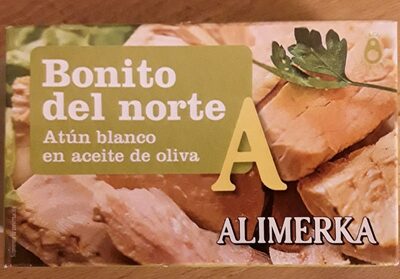 Bonito
del norte
Atún blanco
en aceite de oliva
A
ALIMERKA